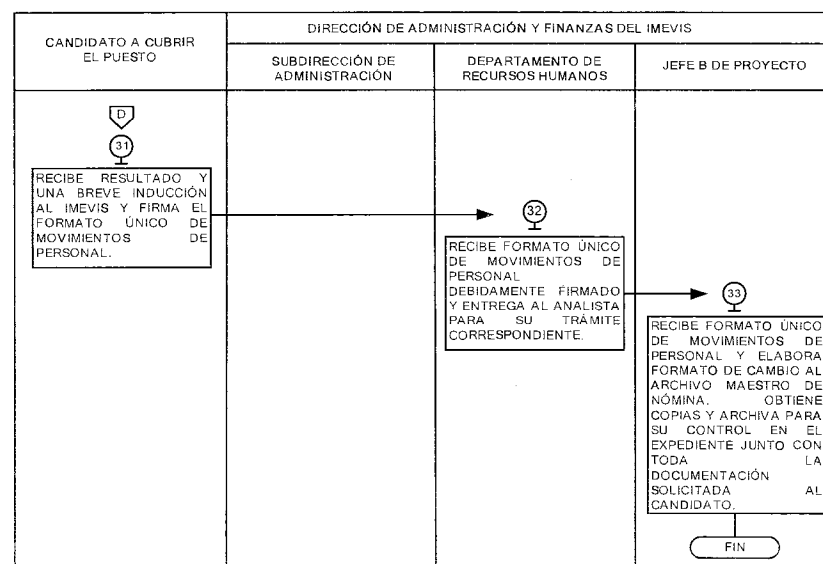 CANDIDATO A CUBRIR
EL PUESTO
DIRECCIÓN DE ADMINISTRACIÓN Y FINANZAS DEL IMEVIS
SUBDIRECCIÓN DE
ADMINISTRACIÓN
DEPARTAMENTO DE
RECURSOS HUMANOS
JEFE B DE PROYECTO
D
31
RECIBE RESULTADO Y
UNA BREVE INDUCCIÓN
AL IMEVIS Y FIRMA EL
FORMATO ÚNICO DE
MOVIMIENTOS DE
PERSONAL.
32
RECIBE FORMATO ÚNICO
DE MOVIMIENTOS DE
PERSONAL
DEBIDAMENTE FIRMADO
Y ENTREGA AL ANALISTA
PARA SU TRÁMITE
CORRESPONDIENTE.
33
RECIBE FORMATO ÚNICO
DE MOVIMIENTOS DE
PERSONAL Y ELABORA
FORMATO DE CAMBIO AL
ARCHIVO MAESTRO DE
NÓMINA. OBTIENE
COPIAS Y ARCHIVA PARA
SU CONTROL EN EL
EXPEDIENTE JUNTO CON
TODA LA
DOCUMENTACIÓN
SOLICITADA AL
CANDIDATO.
FIN